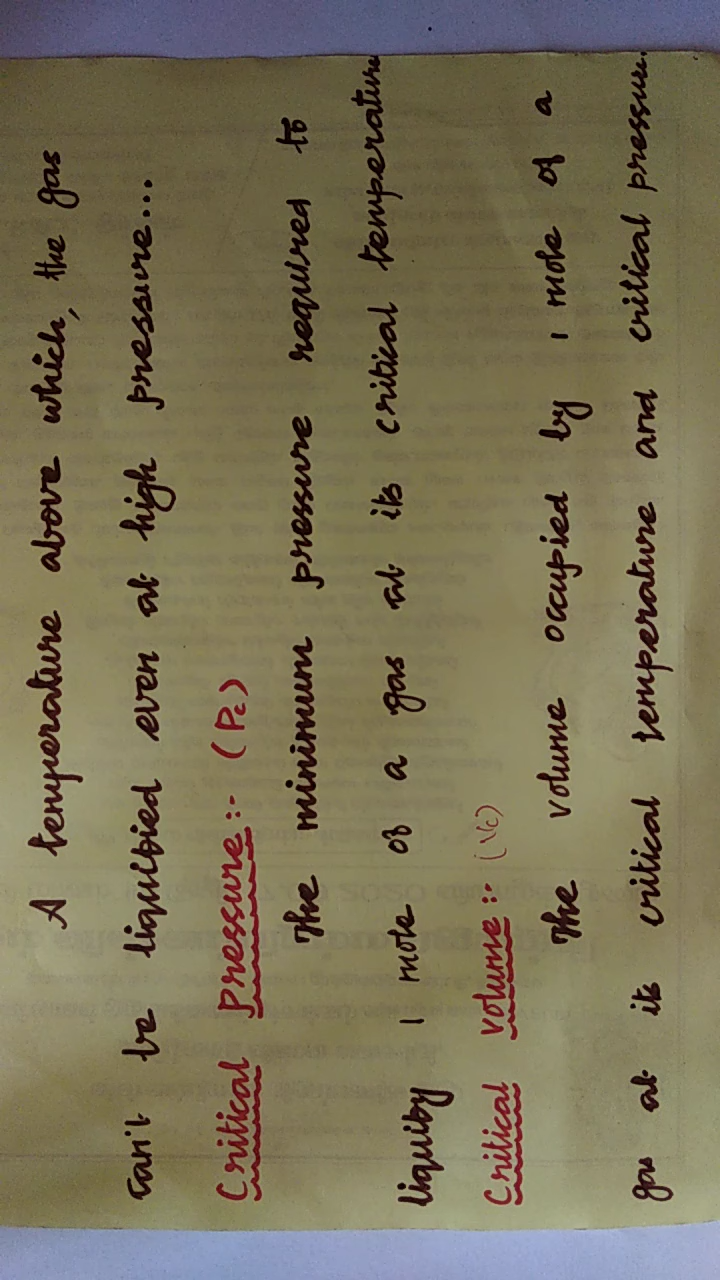 A temperature above which, the gas
can't be liquified even at high pressure...
Critical Pressure:- (Pc)
The minimum pressure required to
liquify 1 mole of a gas at its critical temperature
Critical volume:- (Vc)
The volume occupied by 1 mole of a
gas at its critical temperature and critical pressure.